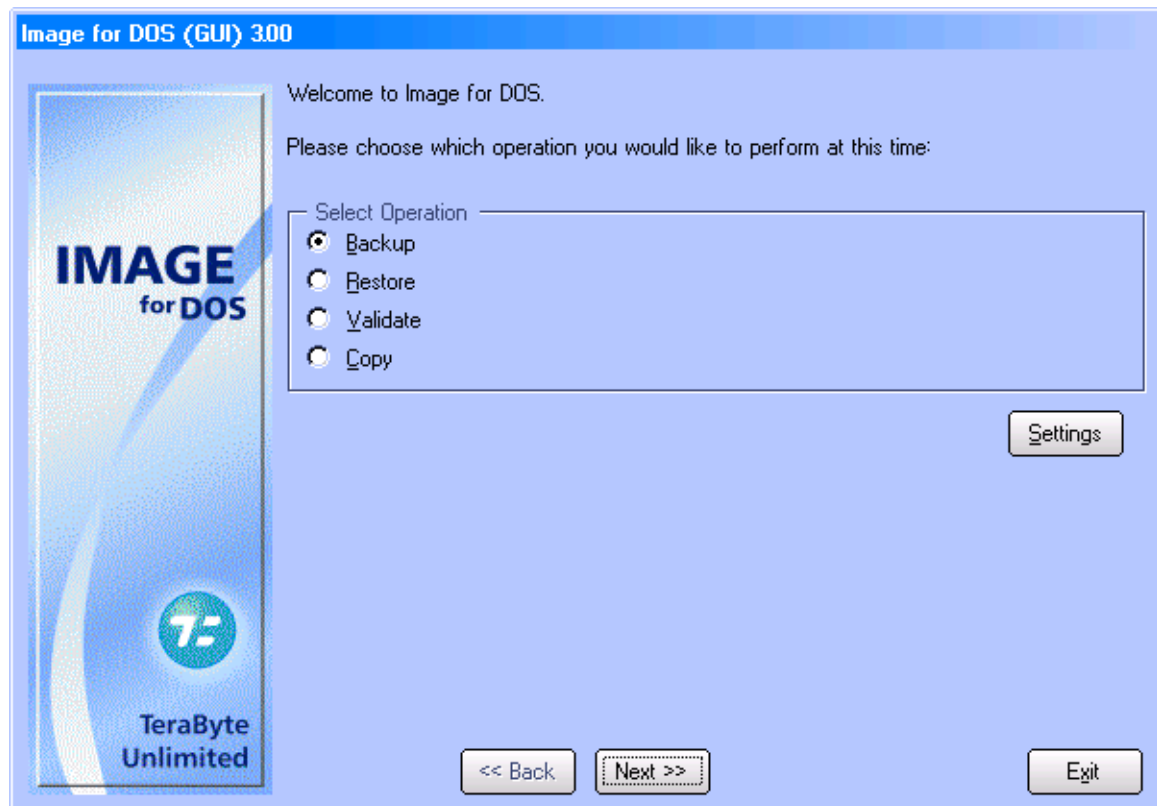 Image for DOS (GUI) 3.00
Welcome to Image for DOS.
Please choose which operation you would like to perform at this time:
Select Operation
Backup
Restore
Validate
Copy
Settings
IMAGE
for DOS
TeraByte
Unlimited
<< Back
Next >>
Exit